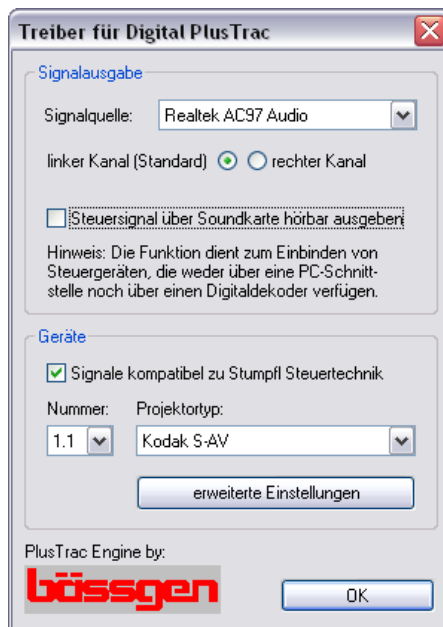 Treiber für Digital PlusTrac
Signalausgabe
Signalquelle: Realtek AC97 Audio
linker Kanal (Standard) rechter Kanal
Steuersignal über Soundkarte hörbar ausgeben
Hinweis: Die Funktion dient zum Einbinden von
Steuergeräten, die weder über eine PC-Schnitt-
stelle noch über einen Digitaldekoder verfügen.
Geräte
Signale kompatibel zu Stumpfl Steuertechnik
Nummer: Projektortyp:
1.1 Kodak S-AV
erweiterte Einstellungen
PlusTrac Engine by:
bässgen OK